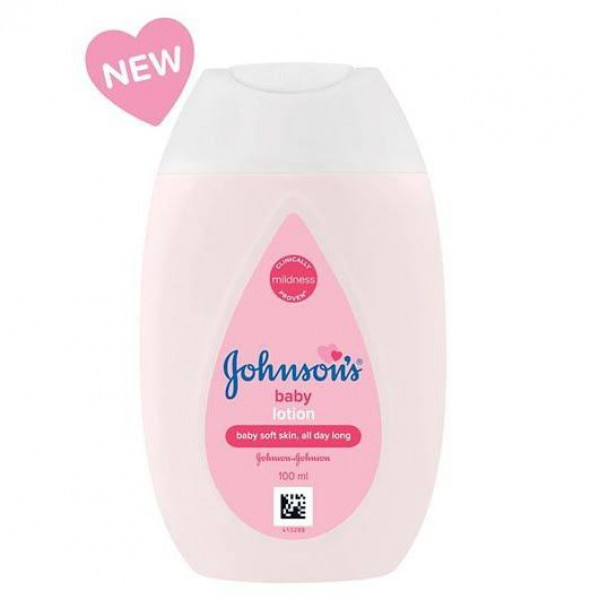 NEW
CLINICALLY
mildness
PROVEN*
Johnson's
baby
lotion
baby soft skin, all day long
Johnson & Johnson
100 ml